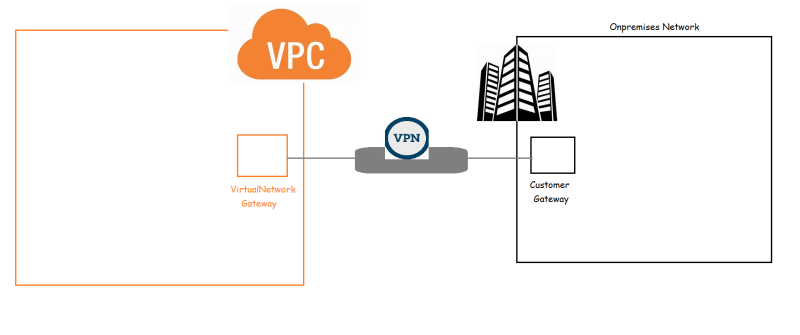 VPC
Onpremises Network
VPN
VirtualNetwork
Gateway
Customer
Gateway